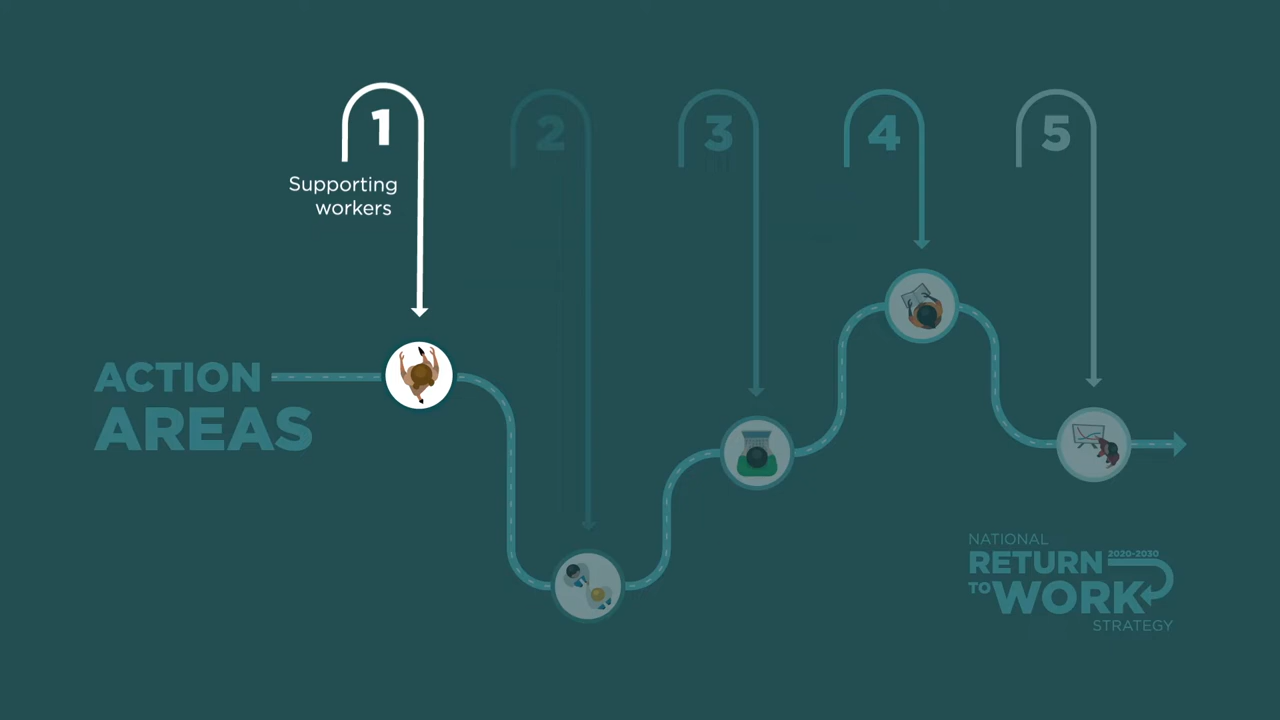 1
2
3
4
5
Supporting
workers
ACTION
AREAS
NATIONAL
RETURN 2020-2030
TO WORK
STRATEGY